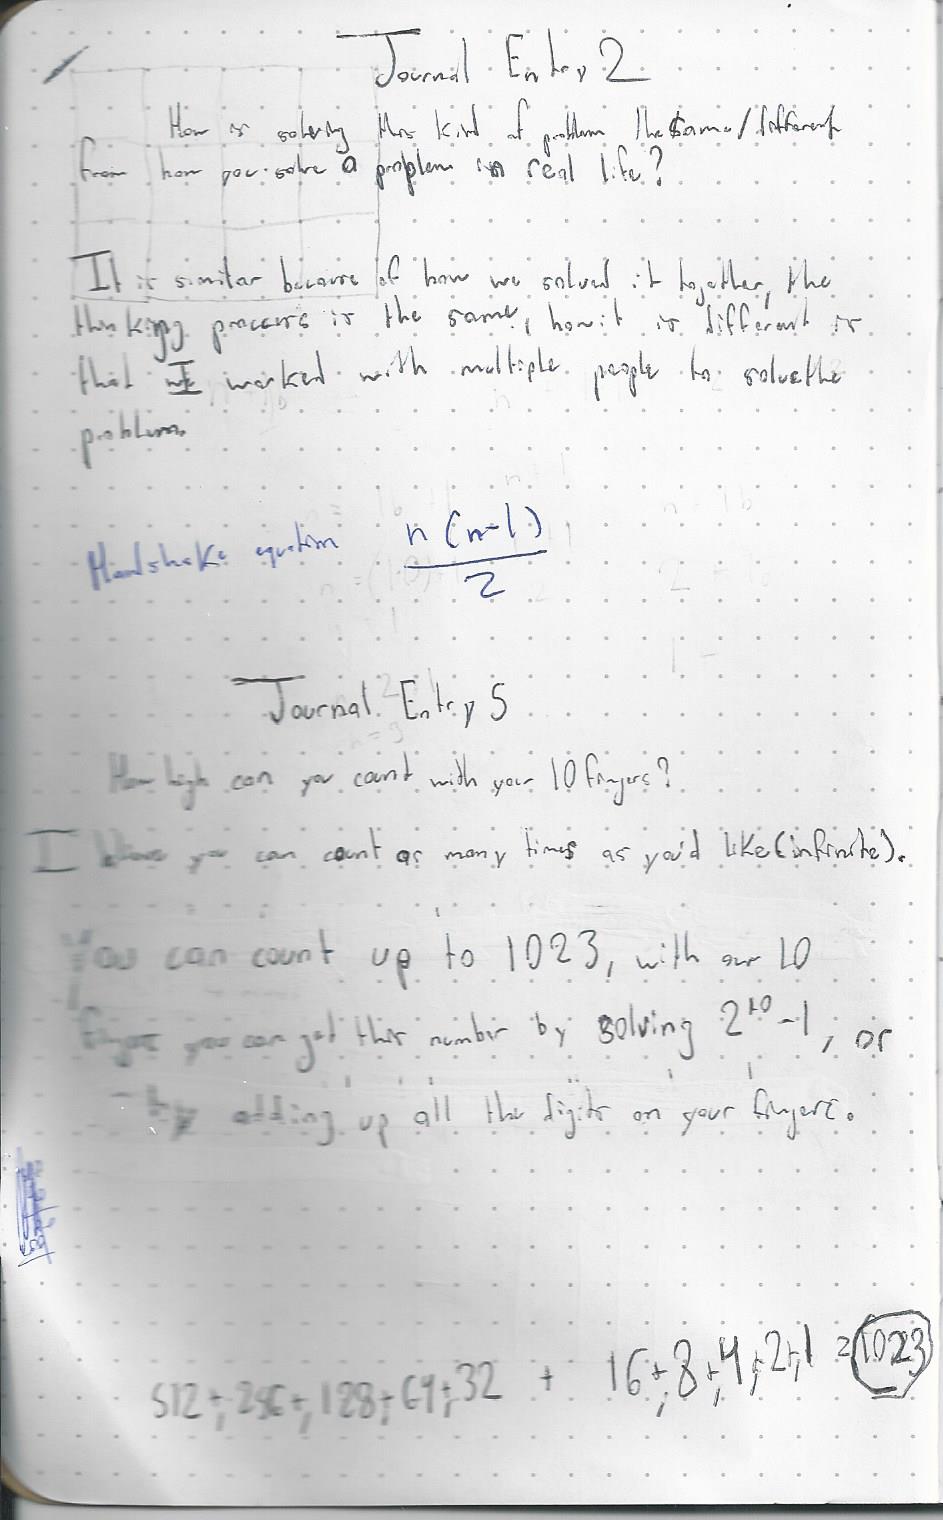 Journal Entry 2
How is solving this kind of problem the same/different
from how you solve a problem in real life?
It is similar because of how we solved it together, the
thinking process is the same, how it is different is
that I worked with multiple people to solve the
problem.
Handshake equation n(n-1)
2
Journal Entry 5
How high can you count with your 10 fingers?
I believe you can count as many times as you'd like (infinite).
You can count up to 1023, with our 10
fingers you can get this number by solving 2¹⁰-1, or
by adding up all the digits on your fingers.
512+256+128+64+32 + 16+8+4+2+1 = 1023